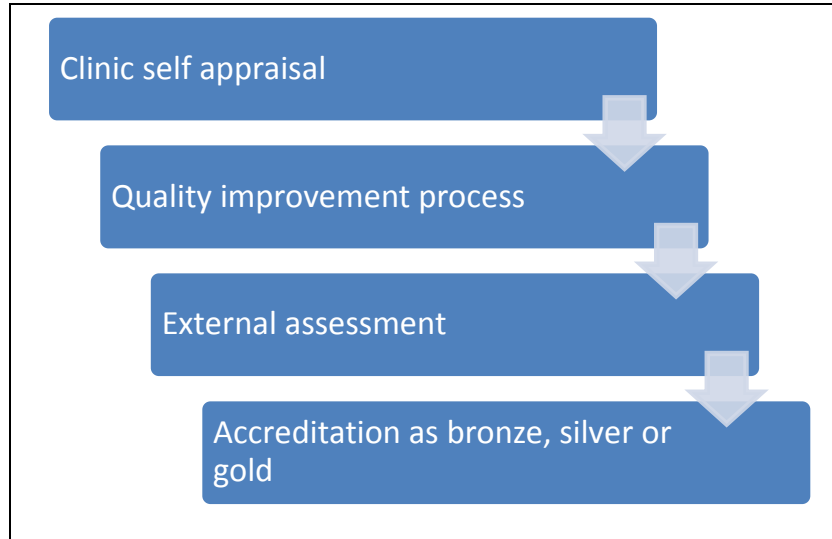 Clinic self appraisal
Quality improvement process
External assessment
Accreditation as bronze, silver or
gold